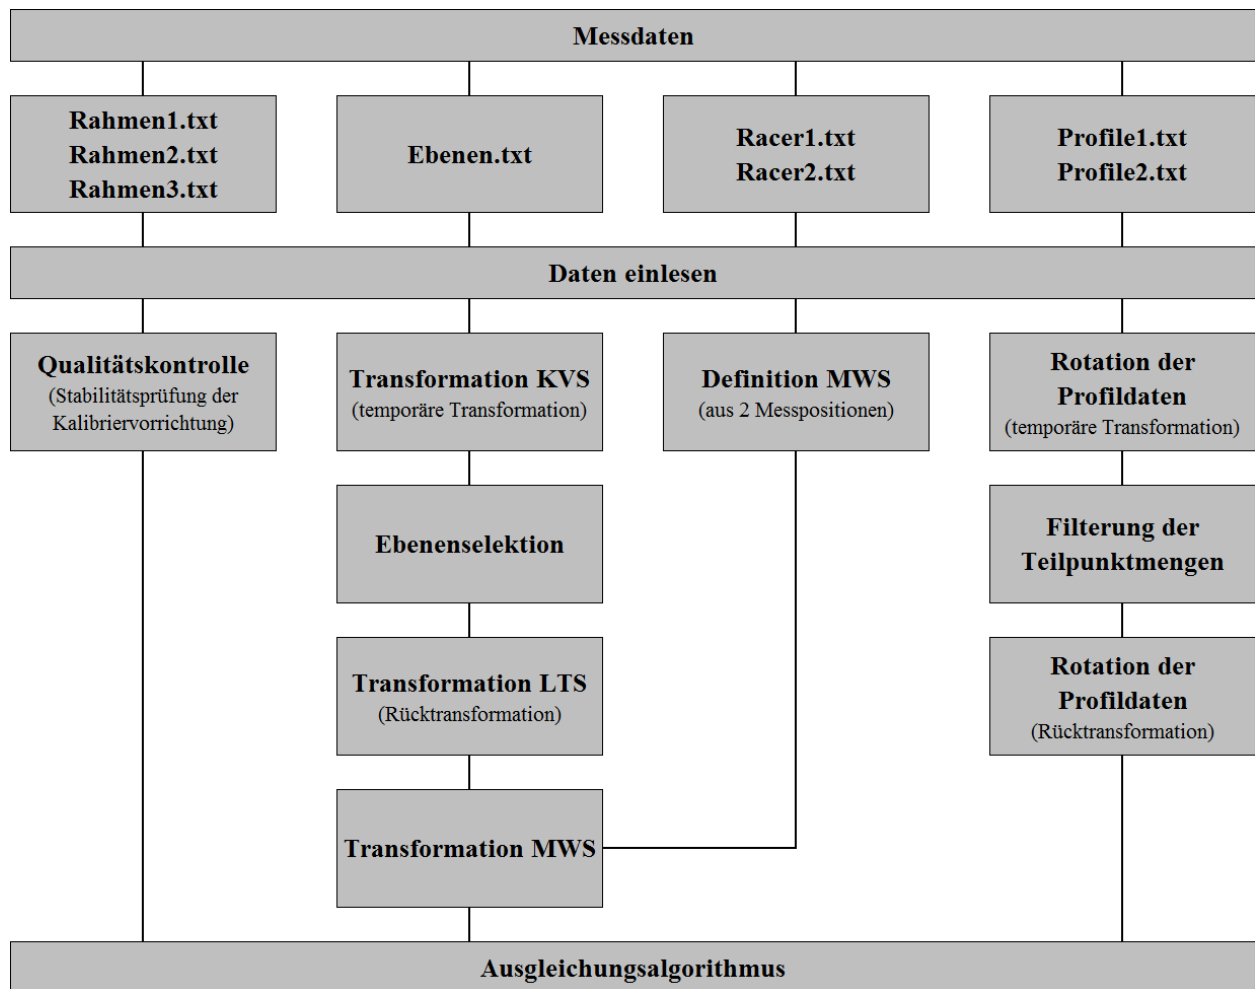 Messdaten
Rahmen1.txt
Rahmen2.txt
Rahmen3.txt
Ebenen.txt
Racer1.txt
Racer2.txt
Profile1.txt
Profile2.txt
Daten einlesen
Qualitätskontrolle
(Stabilitätsprüfung der
Kalibriervorrichtung)
Transformation KVS
(temporäre Transformation)
Definition MWS
(aus 2 Messpositionen)
Rotation der
Profildaten
(temporäre Transformation)
Ebenenselektion
Filterung der
Teilpunktmengen
Transformation LTS
(Rücktransformation)
Rotation der
Profildaten
(Rücktransformation)
Transformation MWS
Ausgleichungsalgorithmus